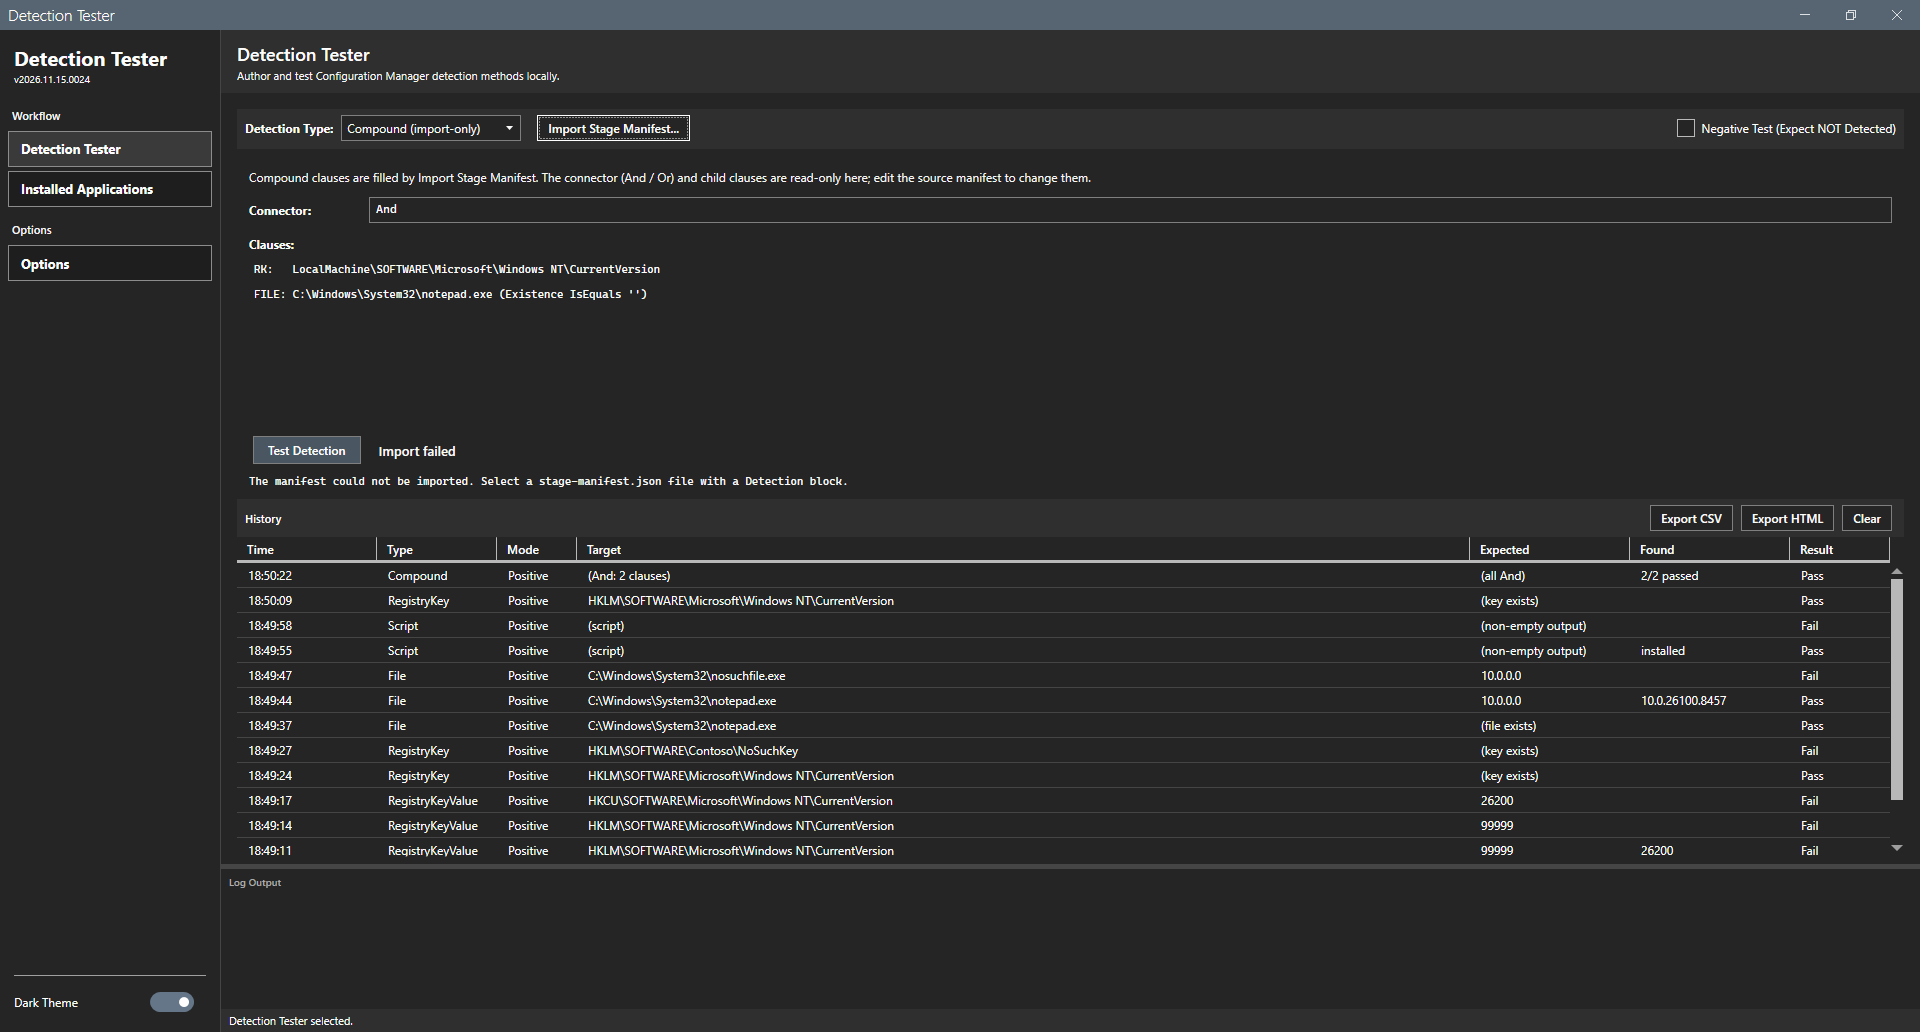 Detection Tester
Detection Tester
v2026.11.15.0024
Workflow
Detection Tester
Installed Applications
Options
Options
Dark Theme
Detection Tester
Author and test Configuration Manager detection methods locally.
Detection Type: Compound (import-only) Import Stage Manifest... Negative Test (Expect NOT Detected)
Compound clauses are filled by Import Stage Manifest. The connector (And / Or) and child clauses are read-only here; edit the source manifest to change them.
Connector: And
Clauses:
RK: LocalMachine\SOFTWARE\Microsoft\Windows NT\CurrentVersion
FILE: C:\Windows\System32\notepad.exe (Existence IsEquals '')
Test Detection Import failed
The manifest could not be imported. Select a stage-manifest.json file with a Detection block.
History Export CSV Export HTML Clear
Time Type Mode Target Expected Found Result
18:50:22 Compound Positive (And: 2 clauses) (all And) 2/2 passed Pass
18:50:09 RegistryKey Positive HKLM\SOFTWARE\Microsoft\Windows NT\CurrentVersion (key exists) Pass
18:49:58 Script Positive (script) (non-empty output) Fail
18:49:55 Script Positive (script) (non-empty output) installed Pass
18:49:47 File Positive C:\Windows\System32\nosuchfile.exe 10.0.0.0 Fail
18:49:44 File Positive C:\Windows\System32\notepad.exe 10.0.0.0 10.0.26100.8457 Pass
18:49:37 File Positive C:\Windows\System32\notepad.exe (file exists) Pass
18:49:27 RegistryKey Positive HKLM\SOFTWARE\Contoso\NoSuchKey (key exists) Fail
18:49:24 RegistryKey Positive HKLM\SOFTWARE\Microsoft\Windows NT\CurrentVersion (key exists) Pass
18:49:17 RegistryKeyValue Positive HKCU\SOFTWARE\Microsoft\Windows NT\CurrentVersion 26200 Fail
18:49:14 RegistryKeyValue Positive HKLM\SOFTWARE\Microsoft\Windows NT\CurrentVersion 99999 Fail
18:49:11 RegistryKeyValue Positive HKLM\SOFTWARE\Microsoft\Windows NT\CurrentVersion 99999 26200 Fail
Log Output
Detection Tester selected.